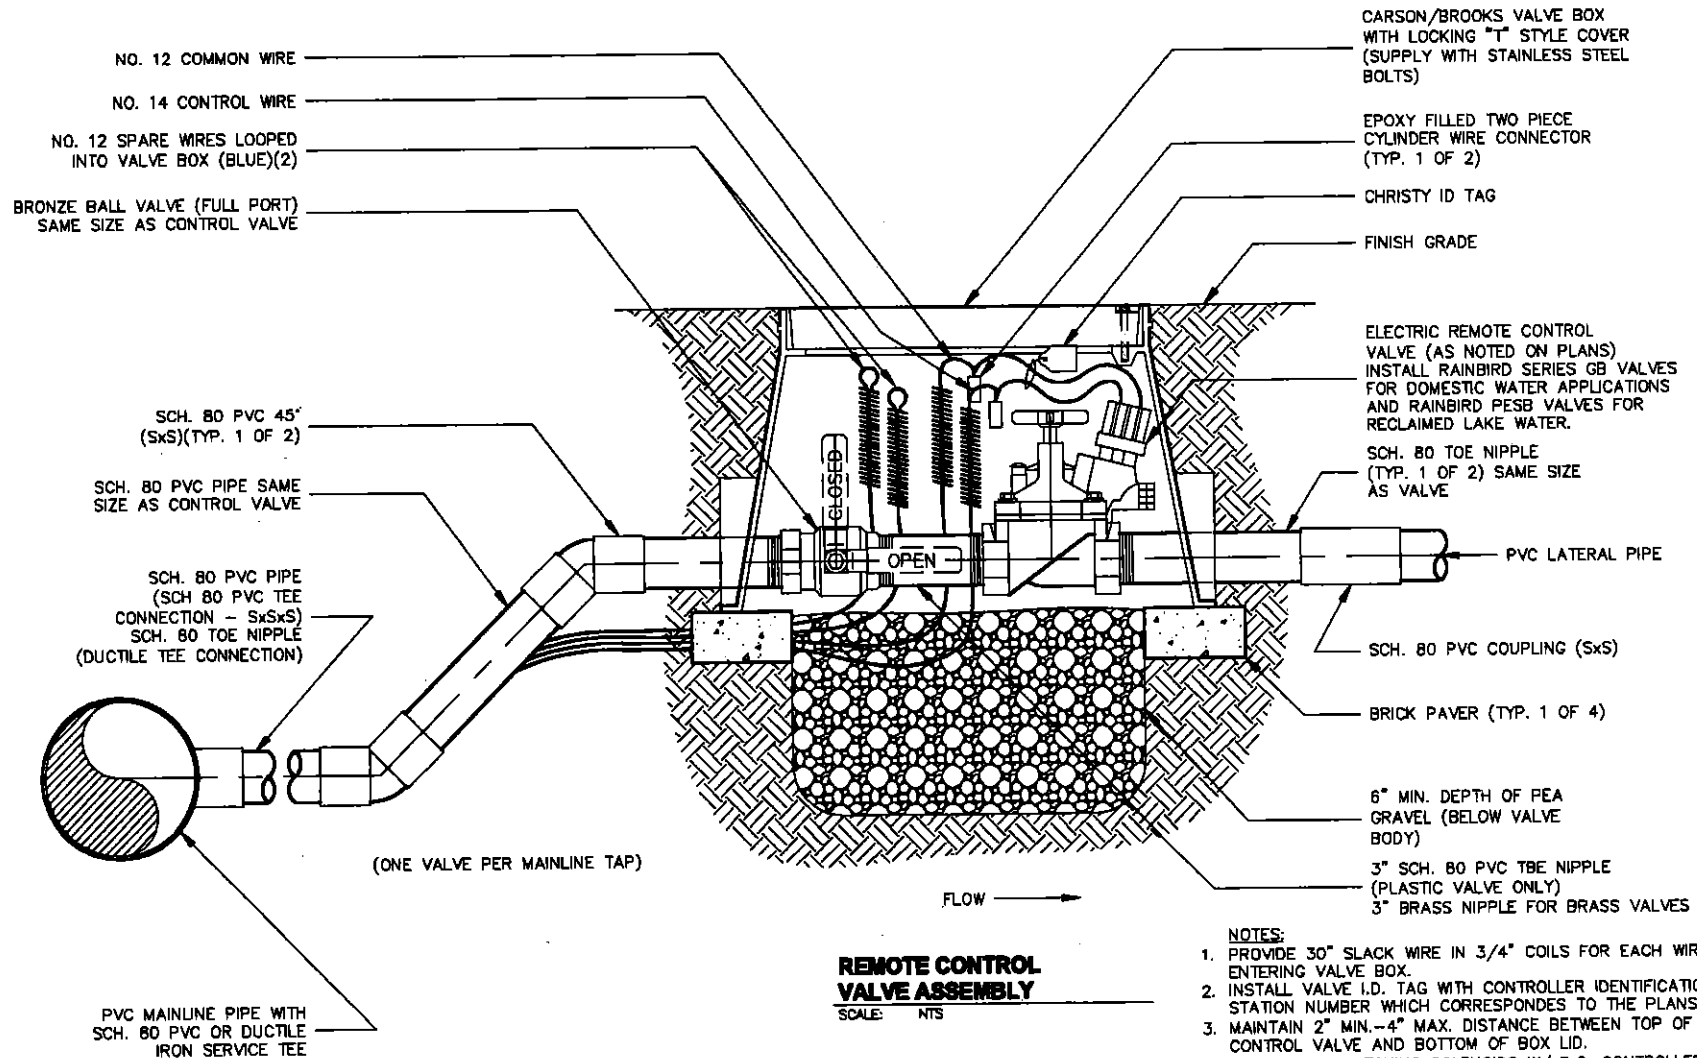 NO. 12 COMMON WIRE
NO. 14 CONTROL WIRE
NO. 12 SPARE WIRES LOOPED
INTO VALVE BOX (BLUE)(2)
BRONZE BALL VALVE (FULL PORT)
SAME SIZE AS CONTROL VALVE
SCH. 80 PVC 45°
(SxS)(TYP. 1 OF 2)
SCH. 80 PVC PIPE SAME
SIZE AS CONTROL VALVE
SCH. 80 PVC PIPE
(SCH 80 PVC TEE
CONNECTION - SxSxS)
SCH. 80 TOE NIPPLE
(DUCTILE TEE CONNECTION)
PVC MAINLINE PIPE WITH
SCH. 80 PVC OR DUCTILE
IRON SERVICE TEE
CLOSED
OPEN
(ONE VALVE PER MAINLINE TAP)
FLOW
CARSON/BROOKS VALVE BOX
WITH LOCKING "T" STYLE COVER
(SUPPLY WITH STAINLESS STEEL
BOLTS)
EPOXY FILLED TWO PIECE
CYLINDER WIRE CONNECTOR
(TYP. 1 OF 2)
CHRISTY ID TAG
FINISH GRADE
ELECTRIC REMOTE CONTROL
VALVE (AS NOTED ON PLANS)
INSTALL RAINBIRD SERIES GB VALVES
FOR DOMESTIC WATER APPLICATIONS
AND RAINBIRD PESB VALVES FOR
RECLAIMED LAKE WATER.
SCH. 80 TOE NIPPLE
(TYP. 1 OF 2) SAME SIZE
AS VALVE
PVC LATERAL PIPE
SCH. 80 PVC COUPLING (SxS)
BRICK PAVER (TYP. 1 OF 4)
6" MIN. DEPTH OF PEA
GRAVEL (BELOW VALVE
BODY)
3" SCH. 80 PVC TBE NIPPLE
(PLASTIC VALVE ONLY)
3" BRASS NIPPLE FOR BRASS VALVES
REMOTE CONTROL
VALVE ASSEMBLY
SCALE: NTS
NOTES:
1. PROVIDE 30" SLACK WIRE IN 3/4" COILS FOR EACH WIR
ENTERING VALVE BOX.
2. INSTALL VALVE I.D. TAG WITH CONTROLLER IDENTIFICATIO
STATION NUMBER WHICH CORRESPONDES TO THE PLANS
3. MAINTAIN 2" MIN.-4" MAX. DISTANCE BETWEEN TOP OF
CONTROL VALVE AND BOTTOM OF BOX LID.